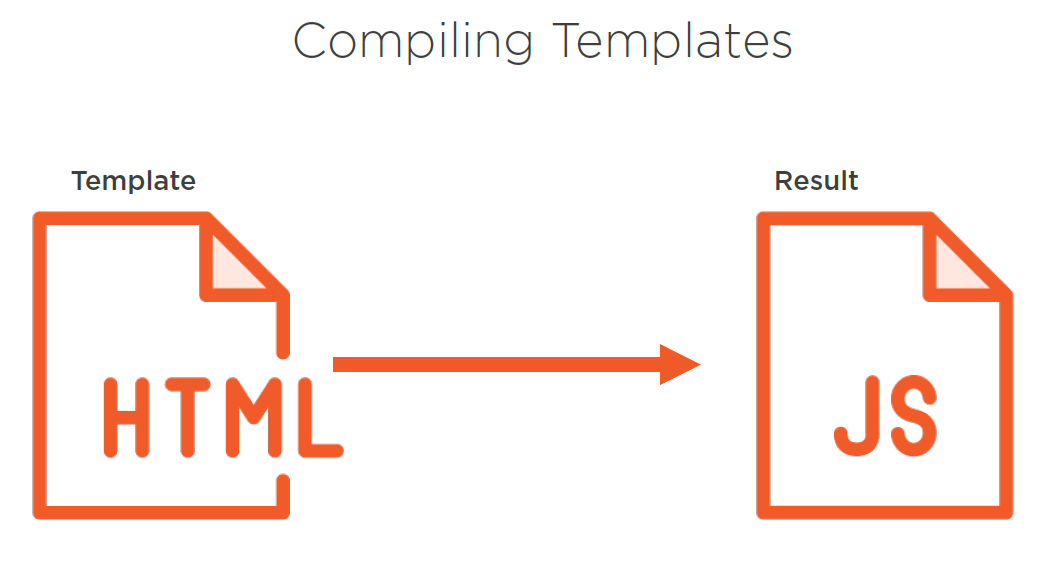 Compiling Templates
Template
Result
HTML
JS